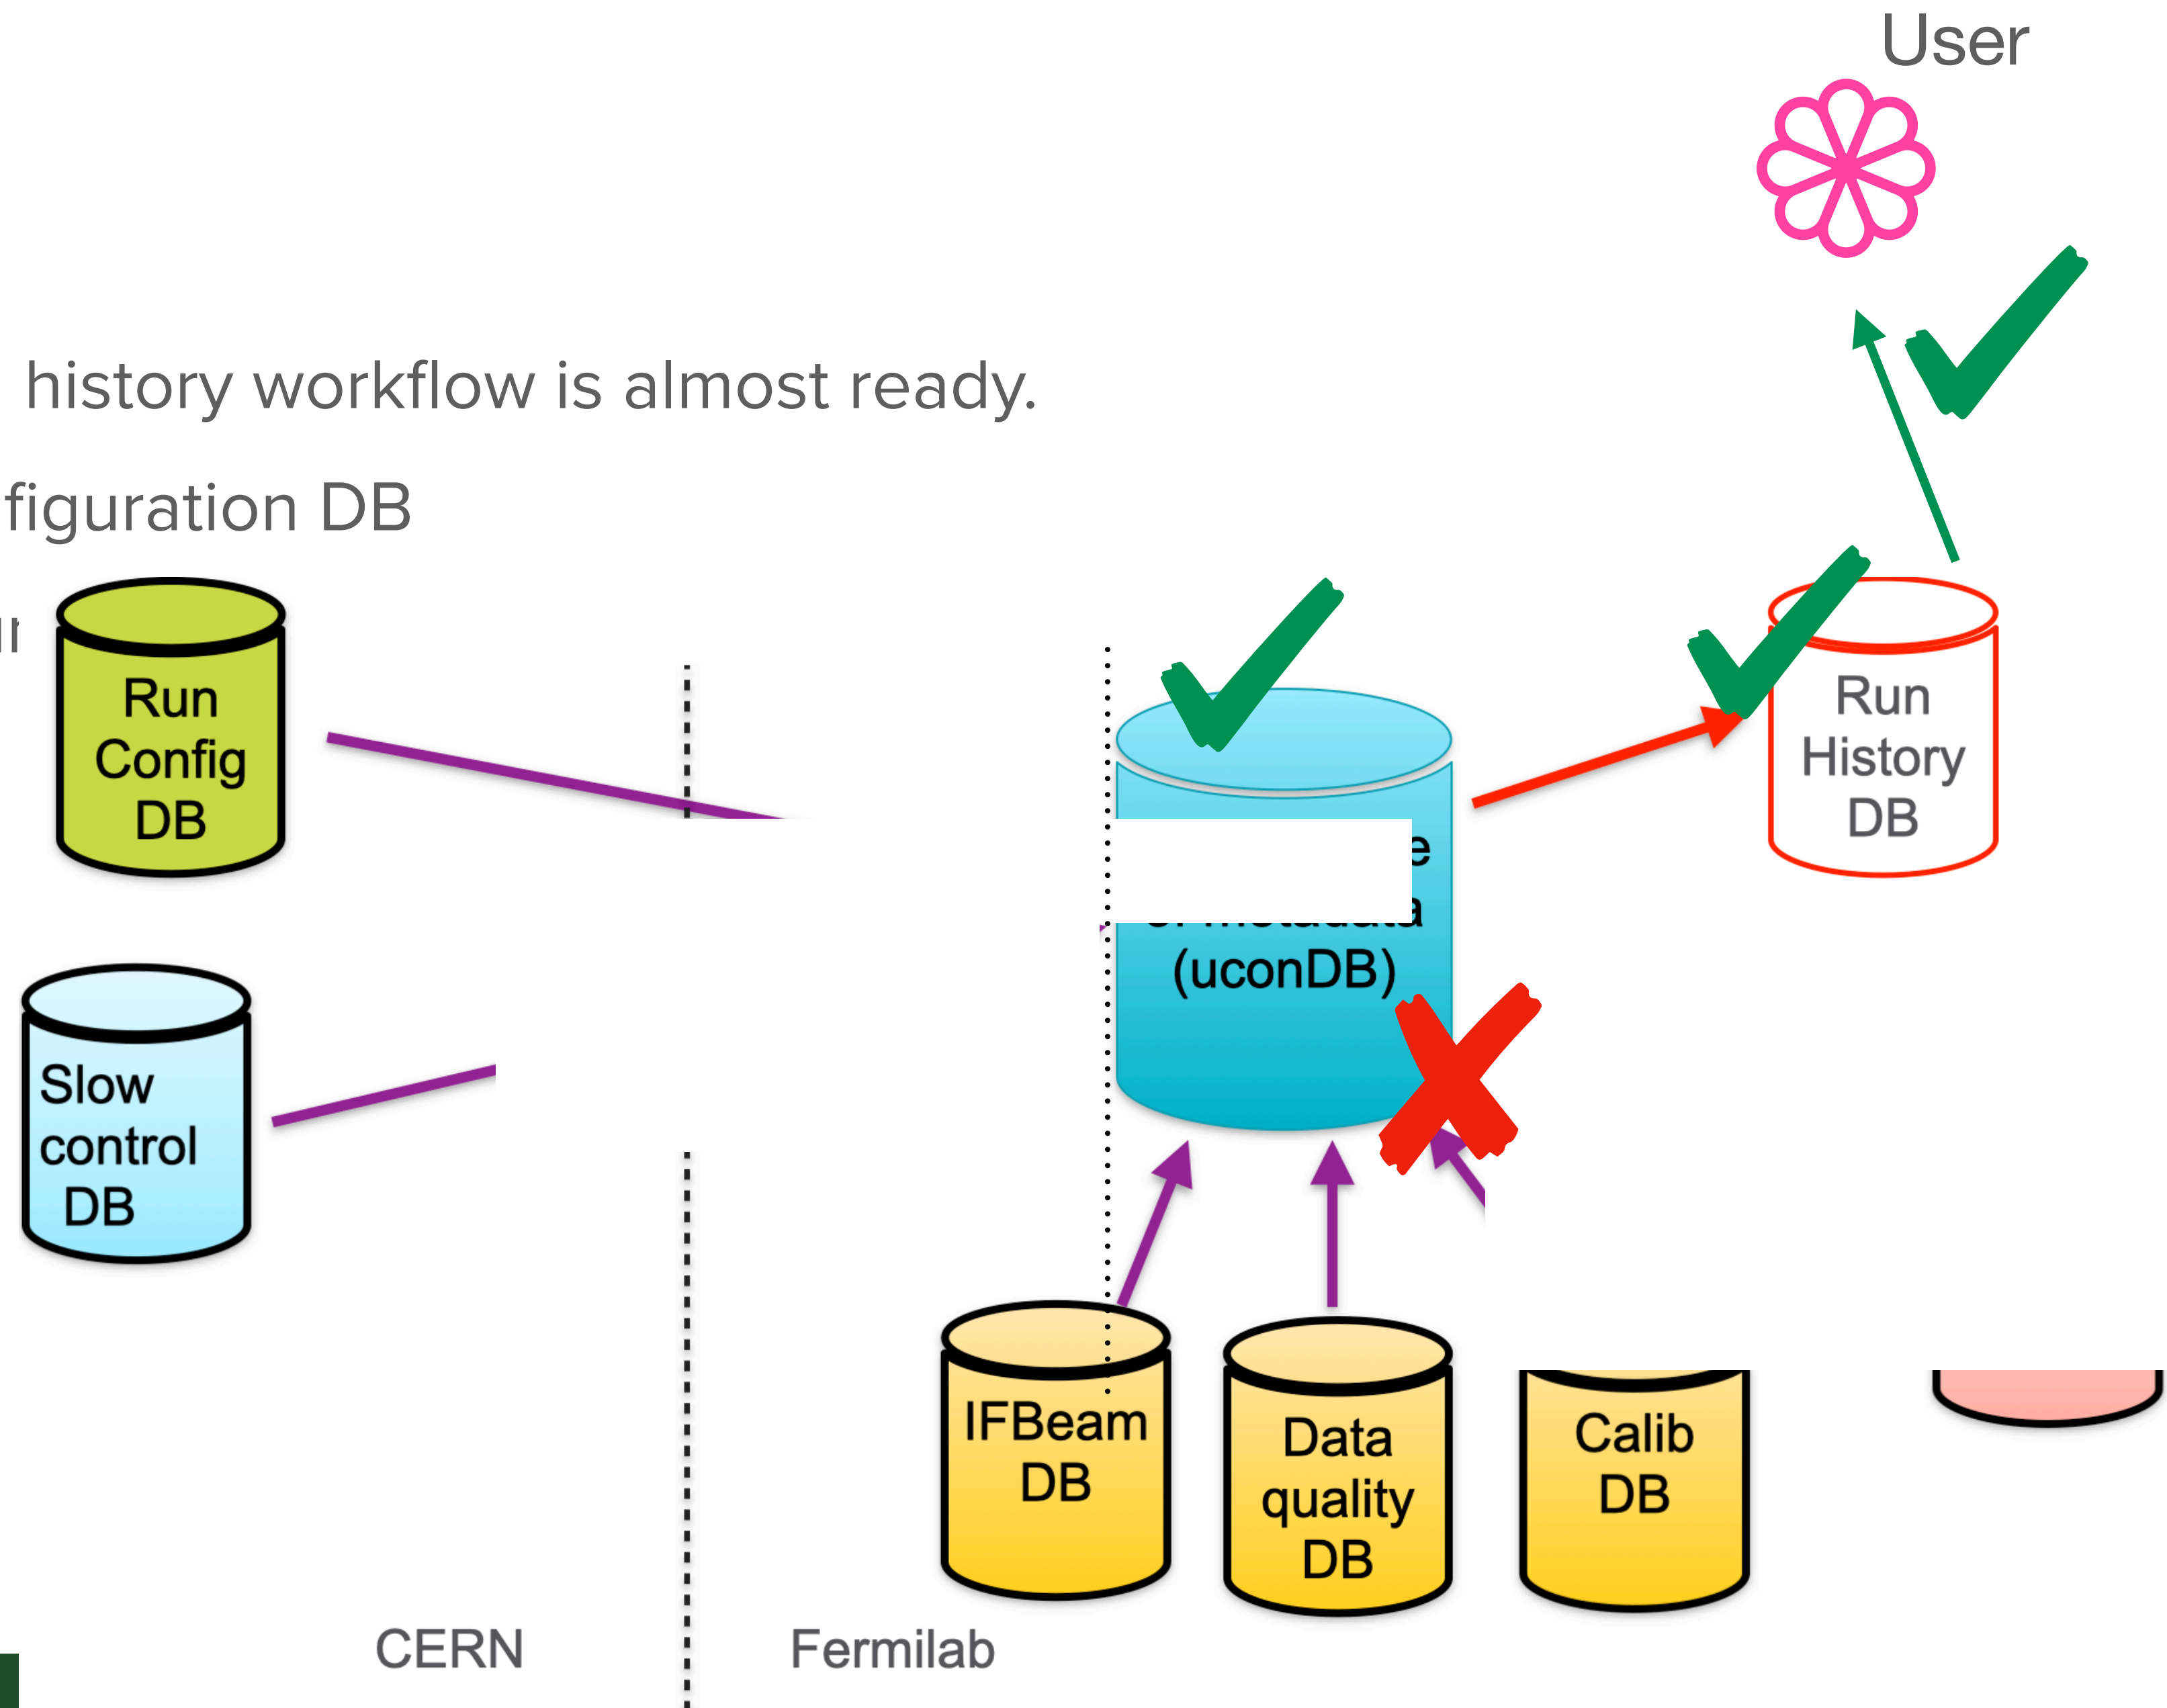 User
history workflow is almost ready.
figuration DB
Run
Config
DB
Run
History
DB
(uconDB)
Slow
control
DB
IFBeam
DB
Data
quality
DB
Calib
DB
CERN
Fermilab